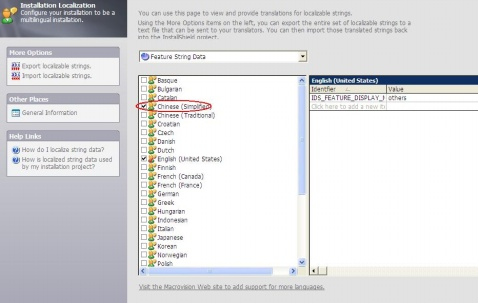 Installation Localization
Configure your installation to be a
multilingual installation.
You can use this page to view and provide translations for localizable strings.
Using the More Options items on the left, you can export the entire set of localizable strings to a
text file that can be sent to your translators. You can then import those translated strings back
into the InstallShield project.
More Options
Export localizable strings.
Import localizable strings.
Other Places
General Information
Help Links
How do I localize string data?
How is localized string data used
by my installation project?
Feature String Data
Basque
Bulgarian
Catalan
Chinese (Simplified)
Chinese (Traditional)
Croatian
Czech
Danish
Dutch
English (United States)
Finnish
French (Canada)
French (France)
German
Greek
Hungarian
Indonesian
Italian
Japanese
Korean
Norwegian
Polish
English (United States)
Identifier Value
IDS_FEATURE_DISPLAY_ others
Click here to add a new
Visit the Macrovision Web site to add support for more languages.